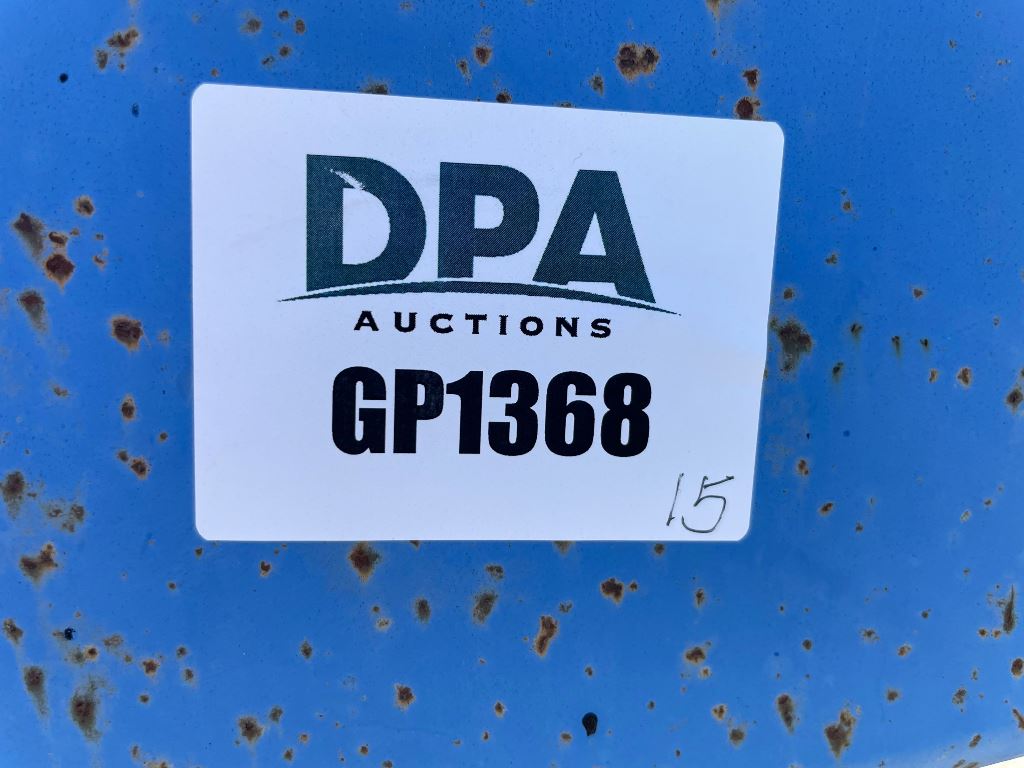 DPA
AUCTIONS
GP1368
15